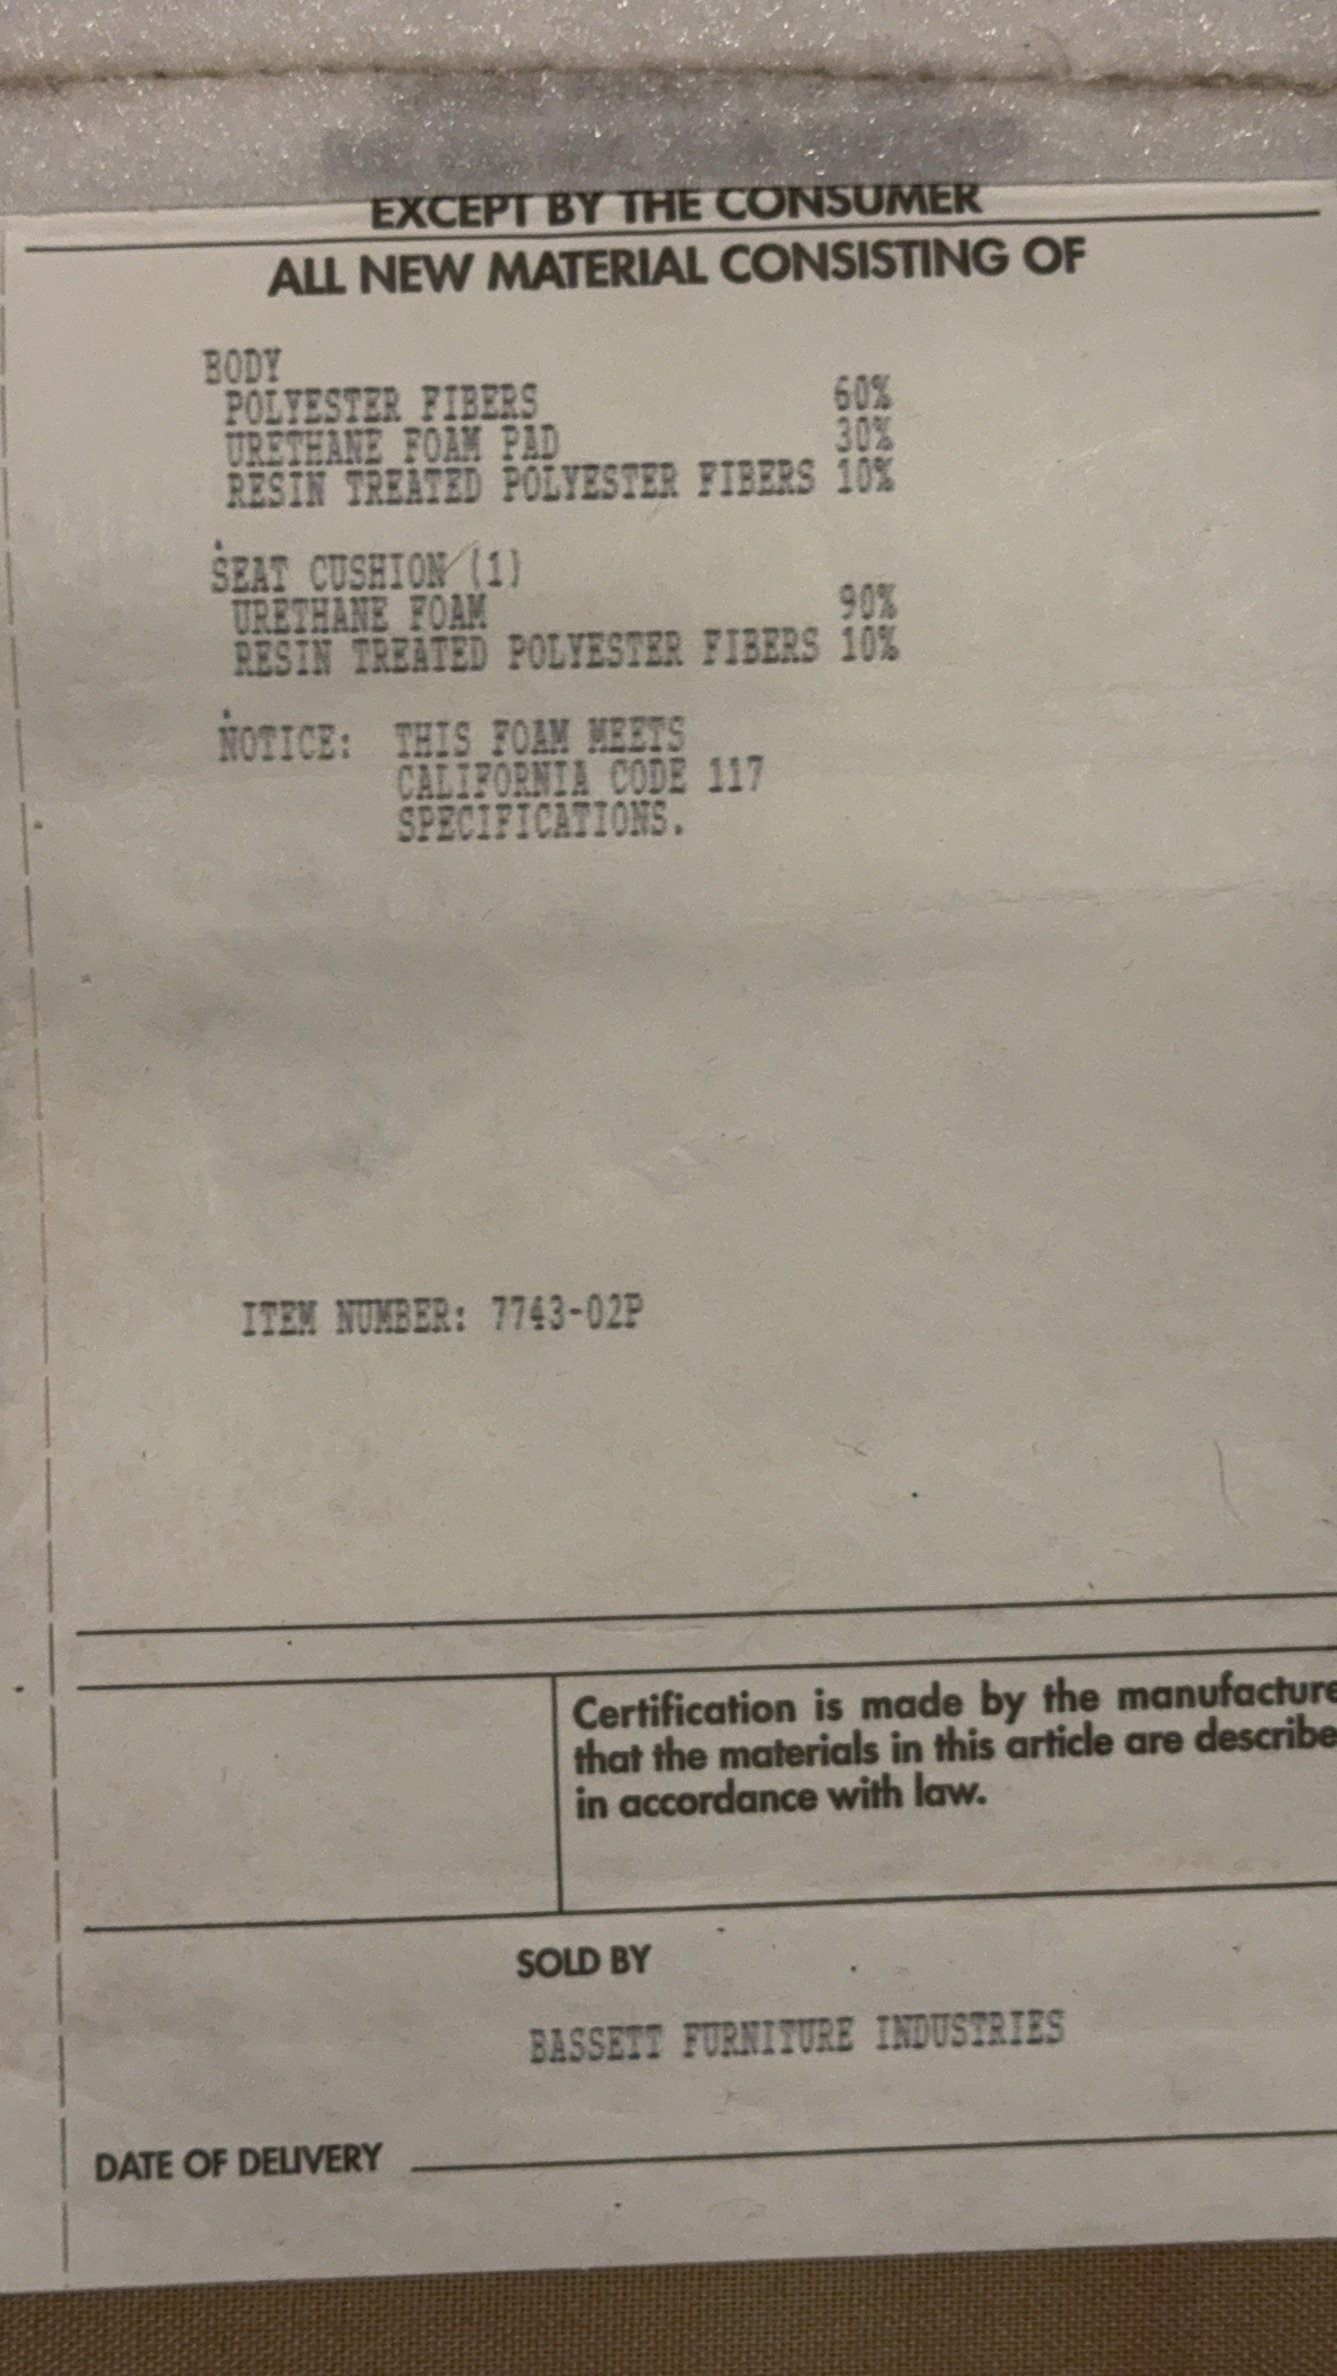 EXCEPT BY THE CONSUMER
ALL NEW MATERIAL CONSISTING OF
BODY
POLYESTER FIBERS 60%
URETHANE FOAM PAD 30%
RESIN TREATED POLYESTER FIBERS 10%
SEAT CUSHION (1)
URETHANE FOAM 90%
RESIN TREATED POLYESTER FIBERS 10%
NOTICE: THIS FOAM MEETS
CALIFORNIA CODE 117
SPECIFICATIONS.
ITEM NUMBER: 7743-02P
Certification is made by the manufacture
that the materials in this article are describe
in accordance with law.
SOLD BY
BASSETT FURNITURE INDUSTRIES
DATE OF DELIVERY